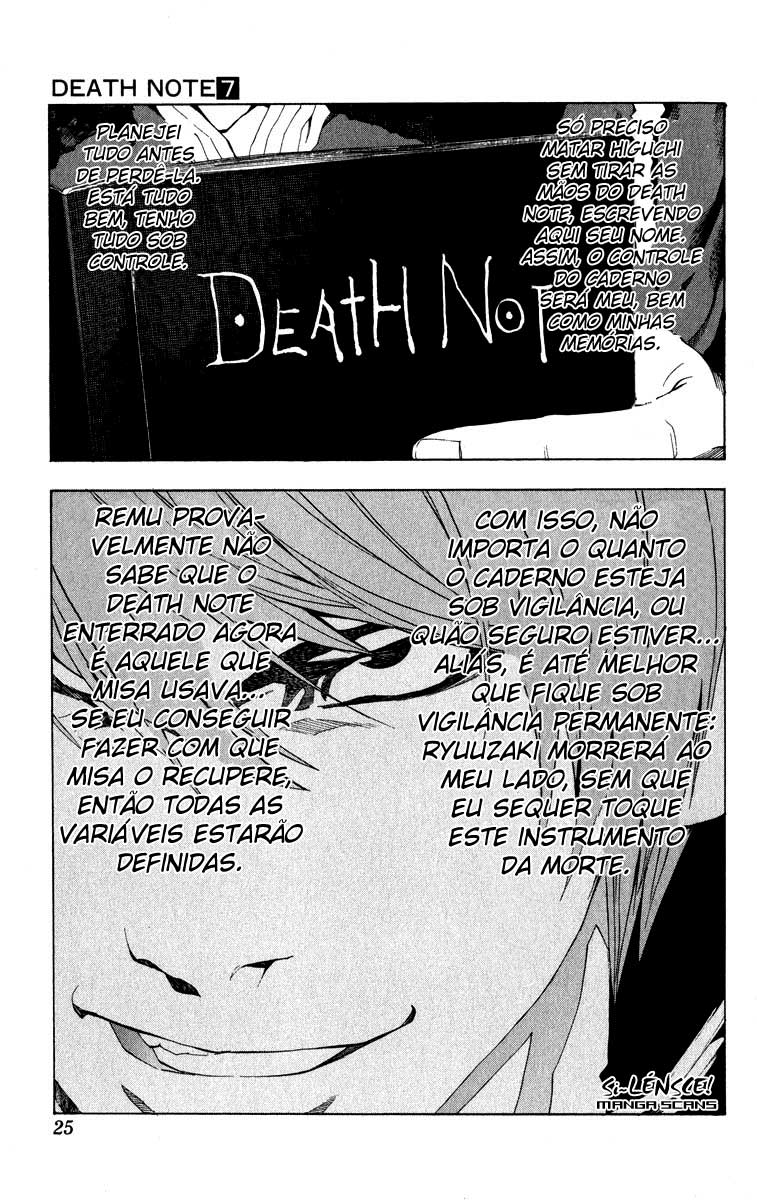 DEATH NOTE 7
SÓ PRECISO
MATAR HIGUCHI
SEM TIRAR AS
MÃOS DO DEATH
NOTE, ESCREVENDO
AQUI SEU NOME.
ASSIM, O CONTROLE
DO CADERNO
SERÁ MEU, BEM
COMO MINHAS
MEMÓRIAS.
PLANEJEI
TUDO ANTES
DE PERDÊ-LA.
ESTÁ TUDO
BEM, TENHO
TUDO SOB
CONTROLE.
DEATH NOT
COM ISSO, NÃO
IMPORTA O QUANTO
O CADERNO ESTEJA
SOB VIGILÂNCIA, OU
QUÃO SEGURO ESTIVER...
ALIÁS, É ATÉ MELHOR
QUE FIQUE SOB
VIGILÂNCIA PERMANENTE:
RYUUZAKI MORRERÁ AO
MEU LADO, SEM QUE
EU SEQUER TOQUE
ESTE INSTRUMENTO
DA MORTE.
REMU PROVA-
VELMENTE NÃO
SABE QUE O
DEATH NOTE
ENTERRADO AGORA
É AQUELE QUE
MISA USAVA...
SE EU CONSEGUIR
FAZER COM QUE
MISA O RECUPERE,
ENTÃO TODAS AS
VARIÁVEIS ESTARÃO
DEFINIDAS.
Si-LÉNSCE!
MANGA SCANS
25